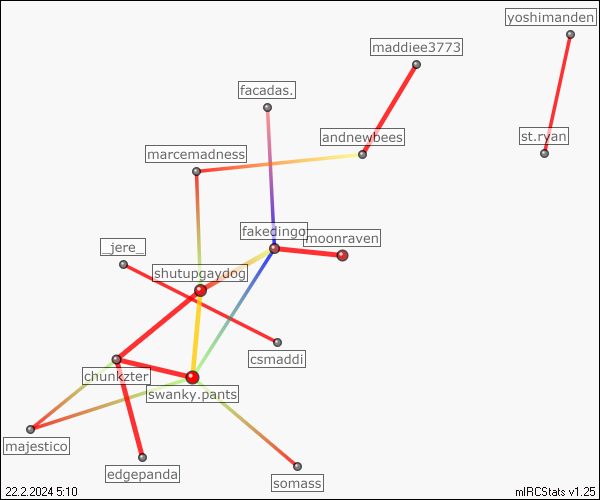 yoshimanden
maddiee3773
facadas.
andnewbees
st.ryan
marcemadness
fakedingo
moonraven
_jere_
shutupgaydog
csmaddi
chunkzter
swanky.pants
majestico
edgepanda
somass
22.2.2024 5:10
mIRCStats v1.25